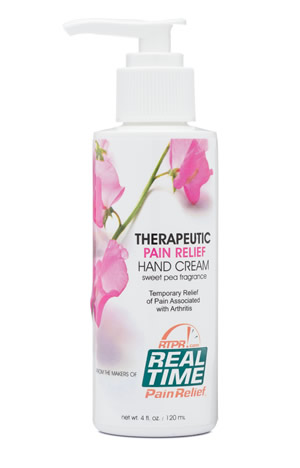 THERAPEUTIC
PAIN RELIEF
HAND CREAM
sweet pea fragrance
Temporary Relief
of Pain Associated
with Arthritis
FROM THE MAKERS OF
RTPR.com
REAL
TIME
Pain Relief
net wt. 4 fl. oz. / 120 mL